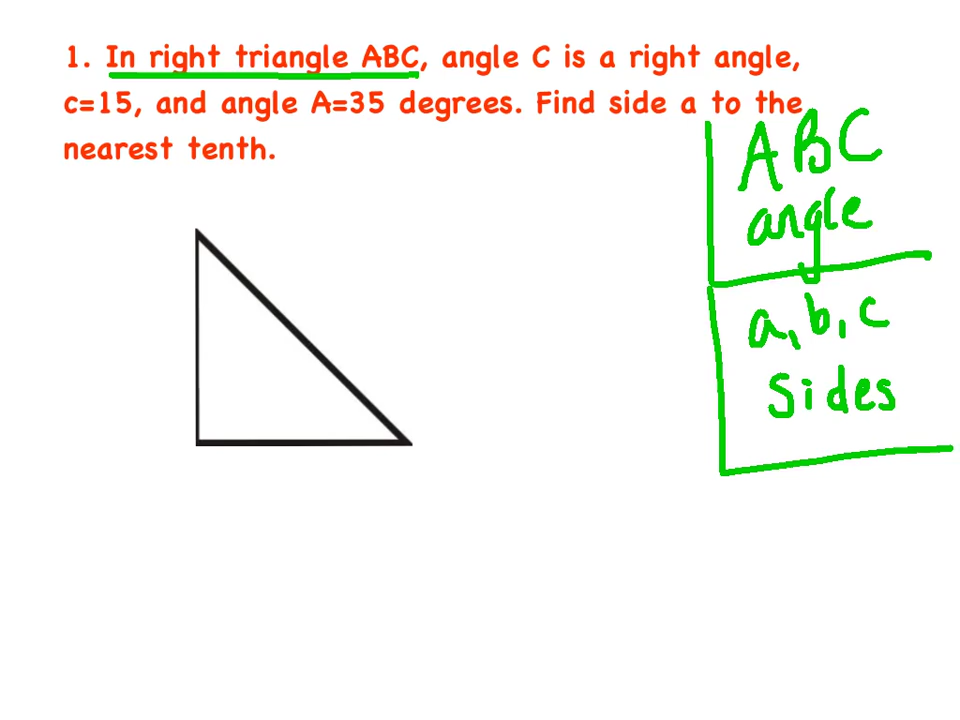 1. In right triangle ABC, angle C is a right angle,
c=15, and angle A=35 degrees. Find side a to the
nearest tenth.
ABC
angle
a, b, c
sides